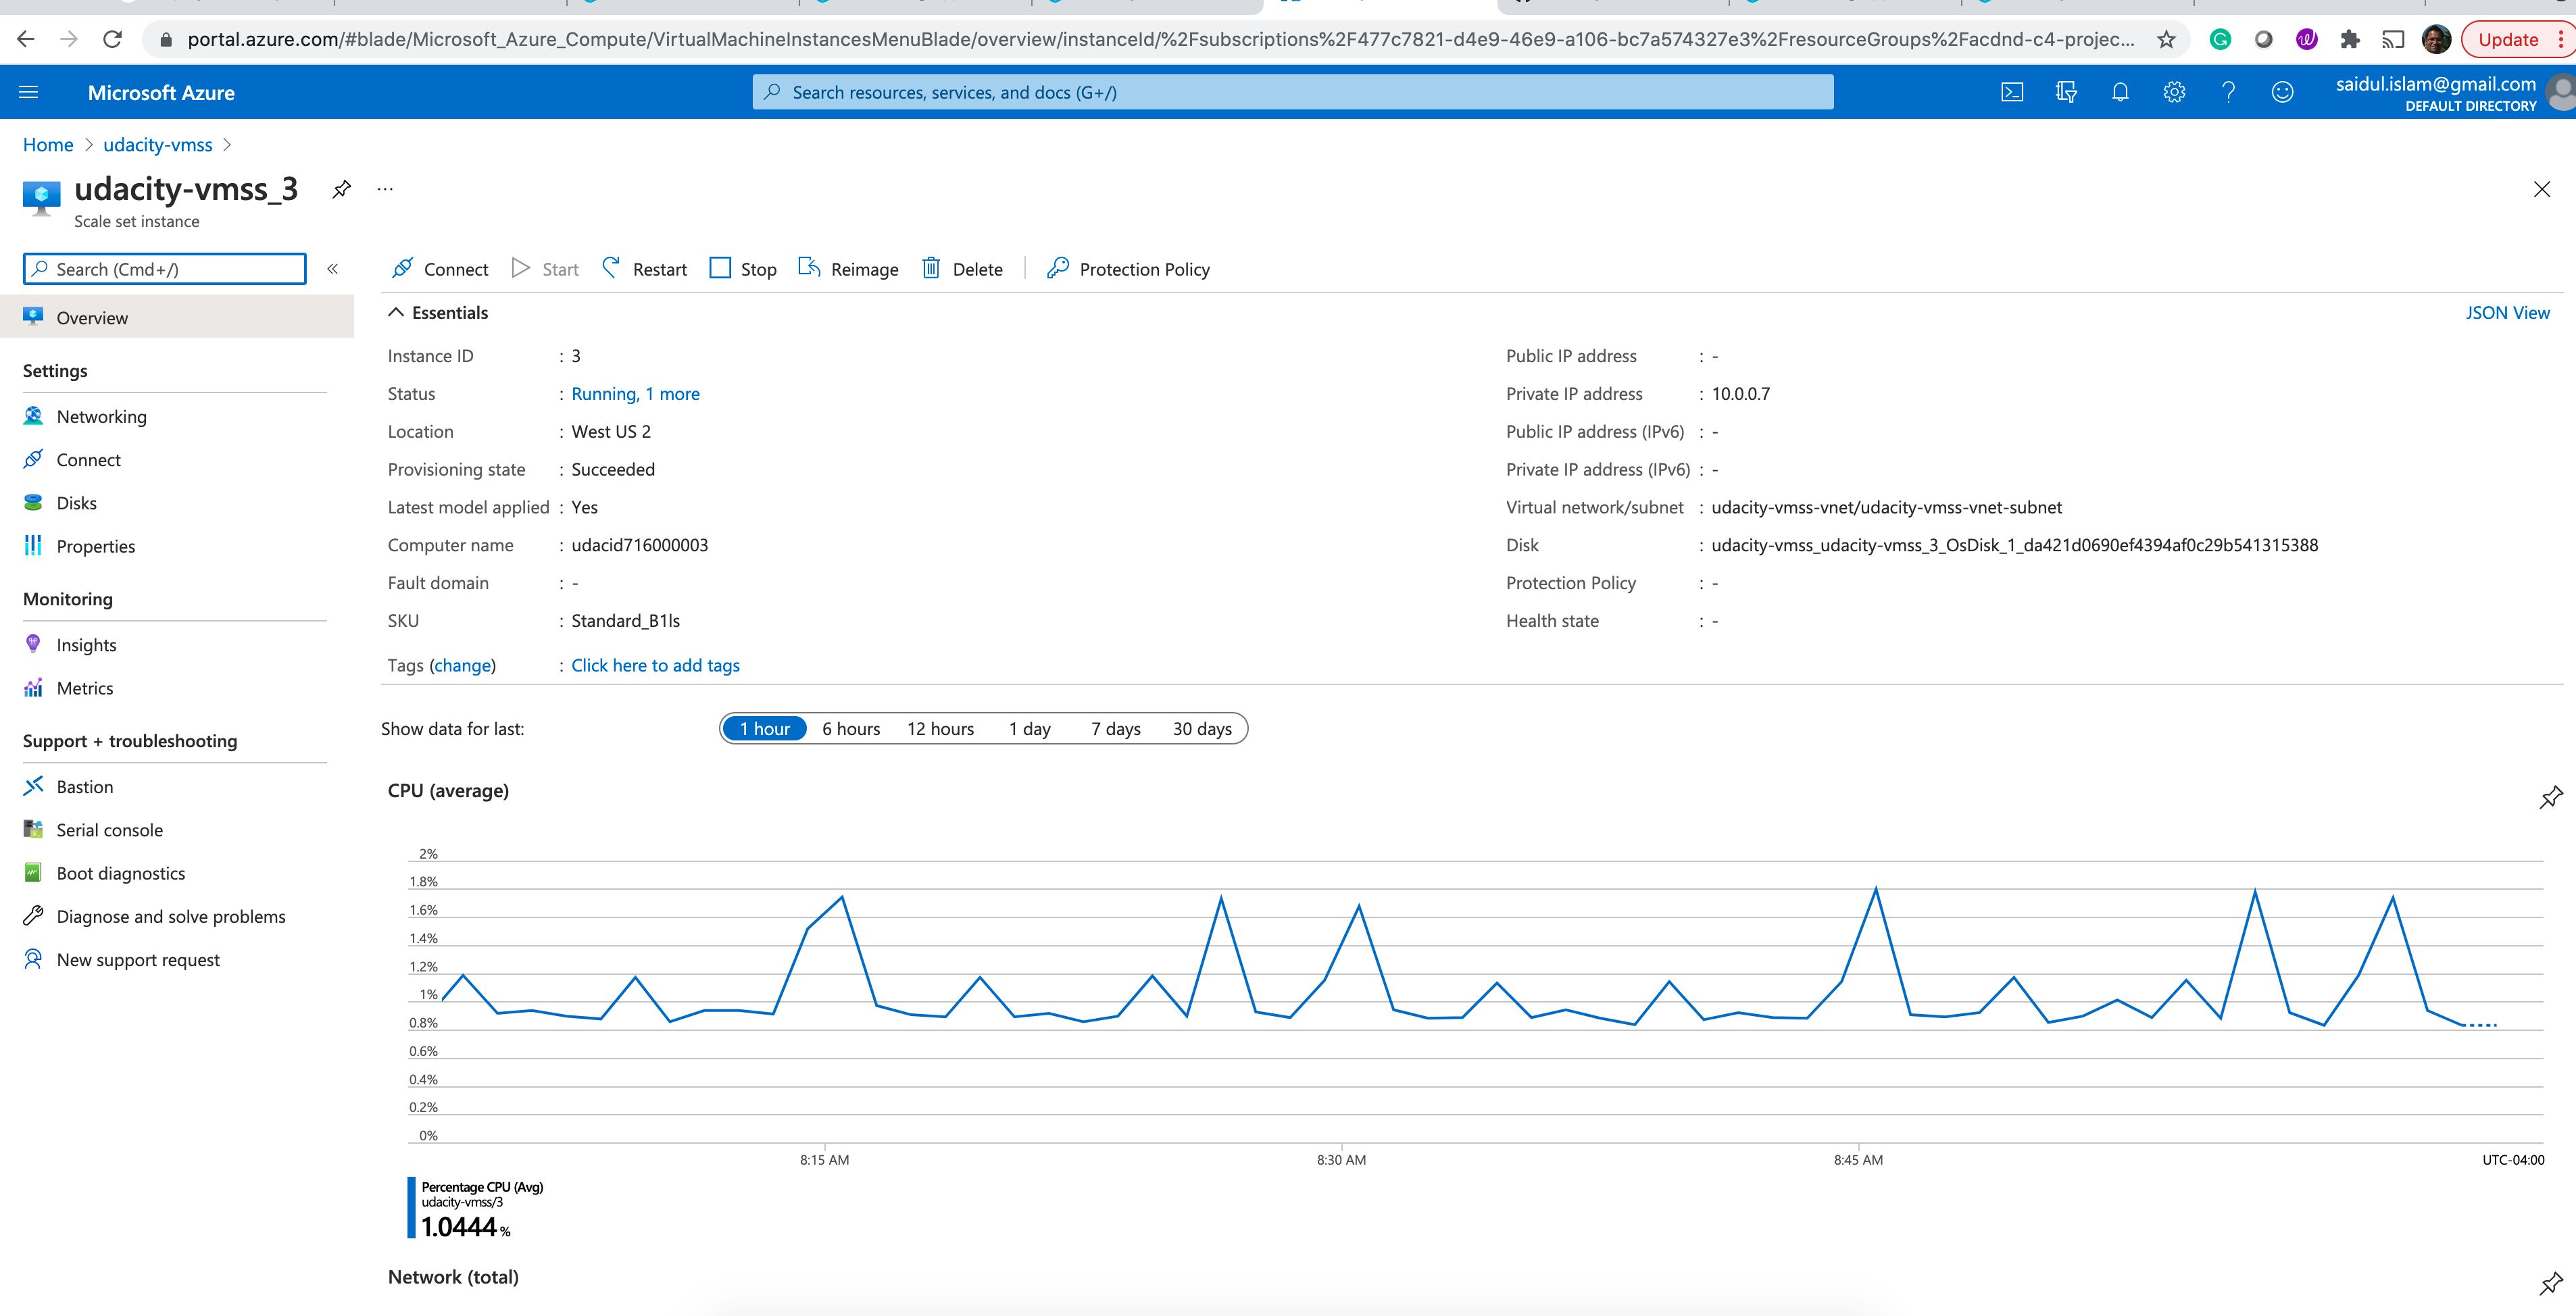 portal.azure.com/#blade/Microsoft_Azure_Compute/VirtualMachineInstancesMenuBlade/overview/instanceId/%2Fsubscriptions%2F477c7821-d4e9-46e9-a106-bc7a574327e3%2FresourceGroups%2Facdnd-c4-projec...
Update
Microsoft Azure
Search resources, services, and docs (G+/)
saidul.islam@gmail.com
DEFAULT DIRECTORY
Home > udacity-vmss >
udacity-vmss_3
Scale set instance
Search (Cmd+/)
Overview
Settings
Networking
Connect
Disks
Properties
Monitoring
Insights
Metrics
Support + troubleshooting
Bastion
Serial console
Boot diagnostics
Diagnose and solve problems
New support request
Connect Start Restart Stop Reimage Delete Protection Policy
Essentials
JSON View
Instance ID : 3
Status : Running, 1 more
Location : West US 2
Provisioning state : Succeeded
Latest model applied : Yes
Computer name : udacid716000003
Fault domain : -
SKU : Standard_B1ls
Tags (change) : Click here to add tags
Public IP address : -
Private IP address : 10.0.0.7
Public IP address (IPv6) : -
Private IP address (IPv6) : -
Virtual network/subnet : udacity-vmss-vnet/udacity-vmss-vnet-subnet
Disk : udacity-vmss_udacity-vmss_3_OsDisk_1_da421d0690ef4394af0c29b541315388
Protection Policy : -
Health state : -
Show data for last: 1 hour 6 hours 12 hours 1 day 7 days 30 days
CPU (average)
2%
1.8%
1.6%
1.4%
1.2%
1%
0.8%
0.6%
0.4%
0.2%
0%
8:15 AM 8:30 AM 8:45 AM UTC-04:00
Percentage CPU (Avg)
udacity-vmss/3
1.0444 %
Network (total)